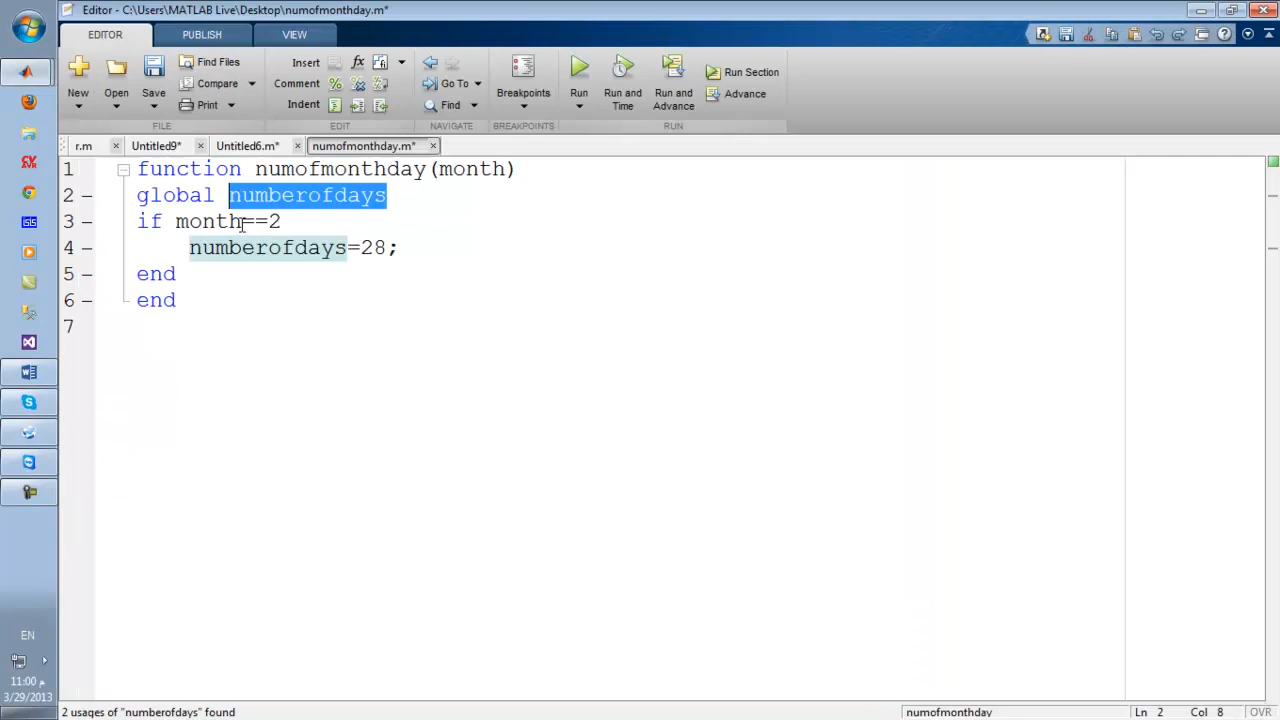 Editor - C:\Users\MATLAB Live\Desktop\numofmonthday.m*
EDITOR PUBLISH VIEW
New Open Save Find Files Compare Print
Insert fx
Comment %
Indent
Go To Find
Breakpoints
Run Run and Time Run and Advance Run Section Advance
FILE EDIT NAVIGATE BREAKPOINTS RUN
r.m Untitled9* Untitled6.m* numofmonthday.m*
1 function numofmonthday(month)
2 – global numberofdays
3 – if month==2
4 – numberofdays=28;
5 – end
6 – end
7
EN
11:00 م
3/29/2013
2 usages of "numberofdays" found numofmonthday Ln 2 Col 8 OVR